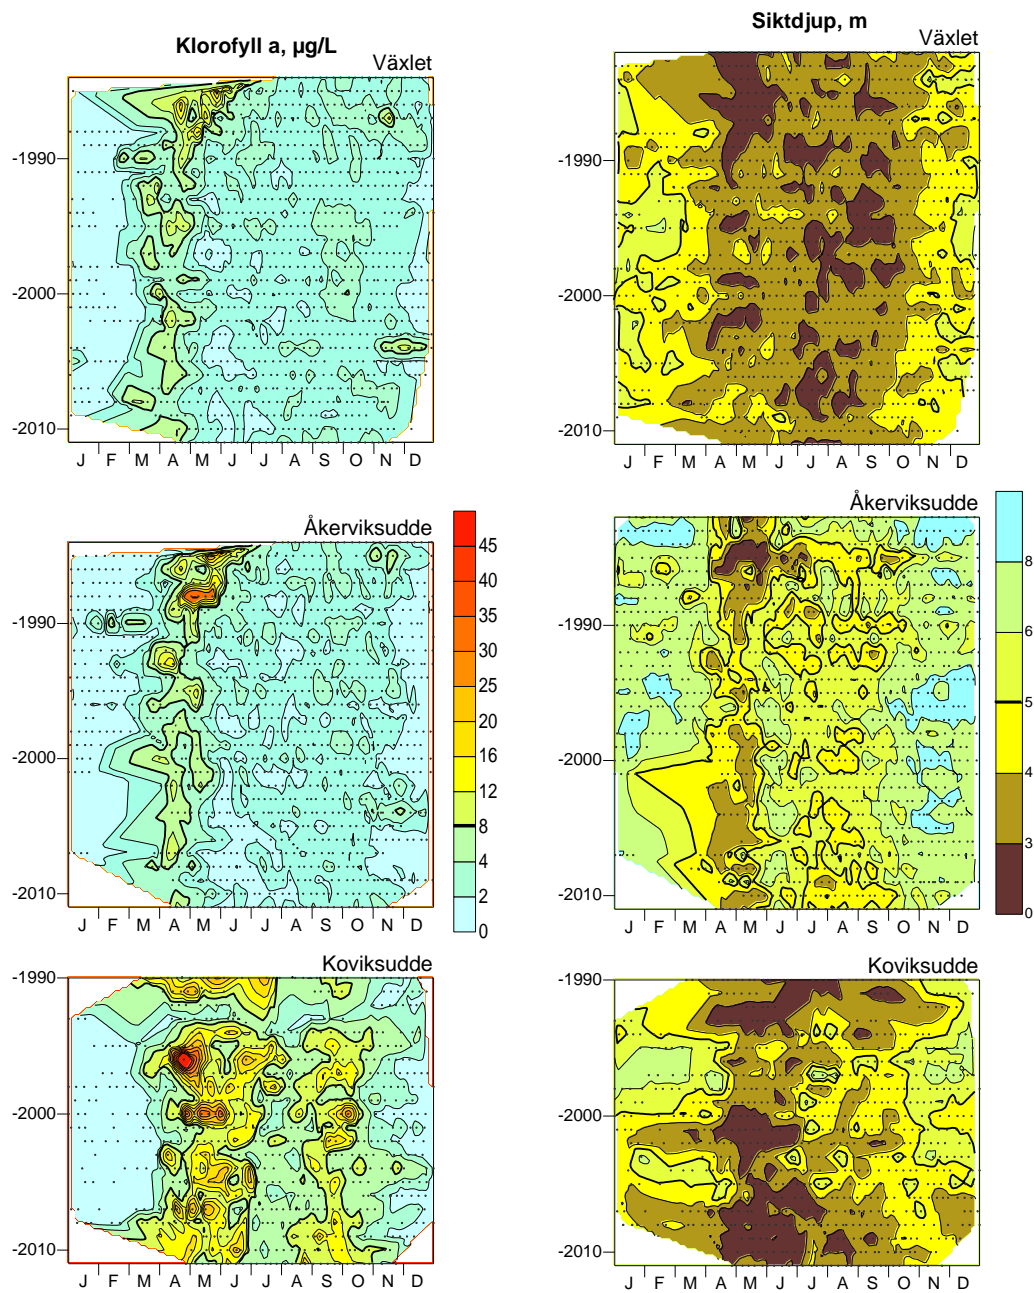 Klorofyll a, µg/L
Växlet
-1990
-2000
-2010
J F M A M J J A S O N D
Siktdjup, m
Växlet
-1990
-2000
-2010
J F M A M J J A S O N D
Åkerviksudde
-1990
-2000
-2010
J F M A M J J A S O N D
45
40
35
30
25
20
16
12
8
4
2
0
Åkerviksudde
-1990
-2000
-2010
J F M A M J J A S O N D
8
6
5
4
3
0
Koviksudde
-1990
-2000
-2010
J F M A M J J A S O N D
Koviksudde
-1990
-2000
-2010
J F M A M J J A S O N D